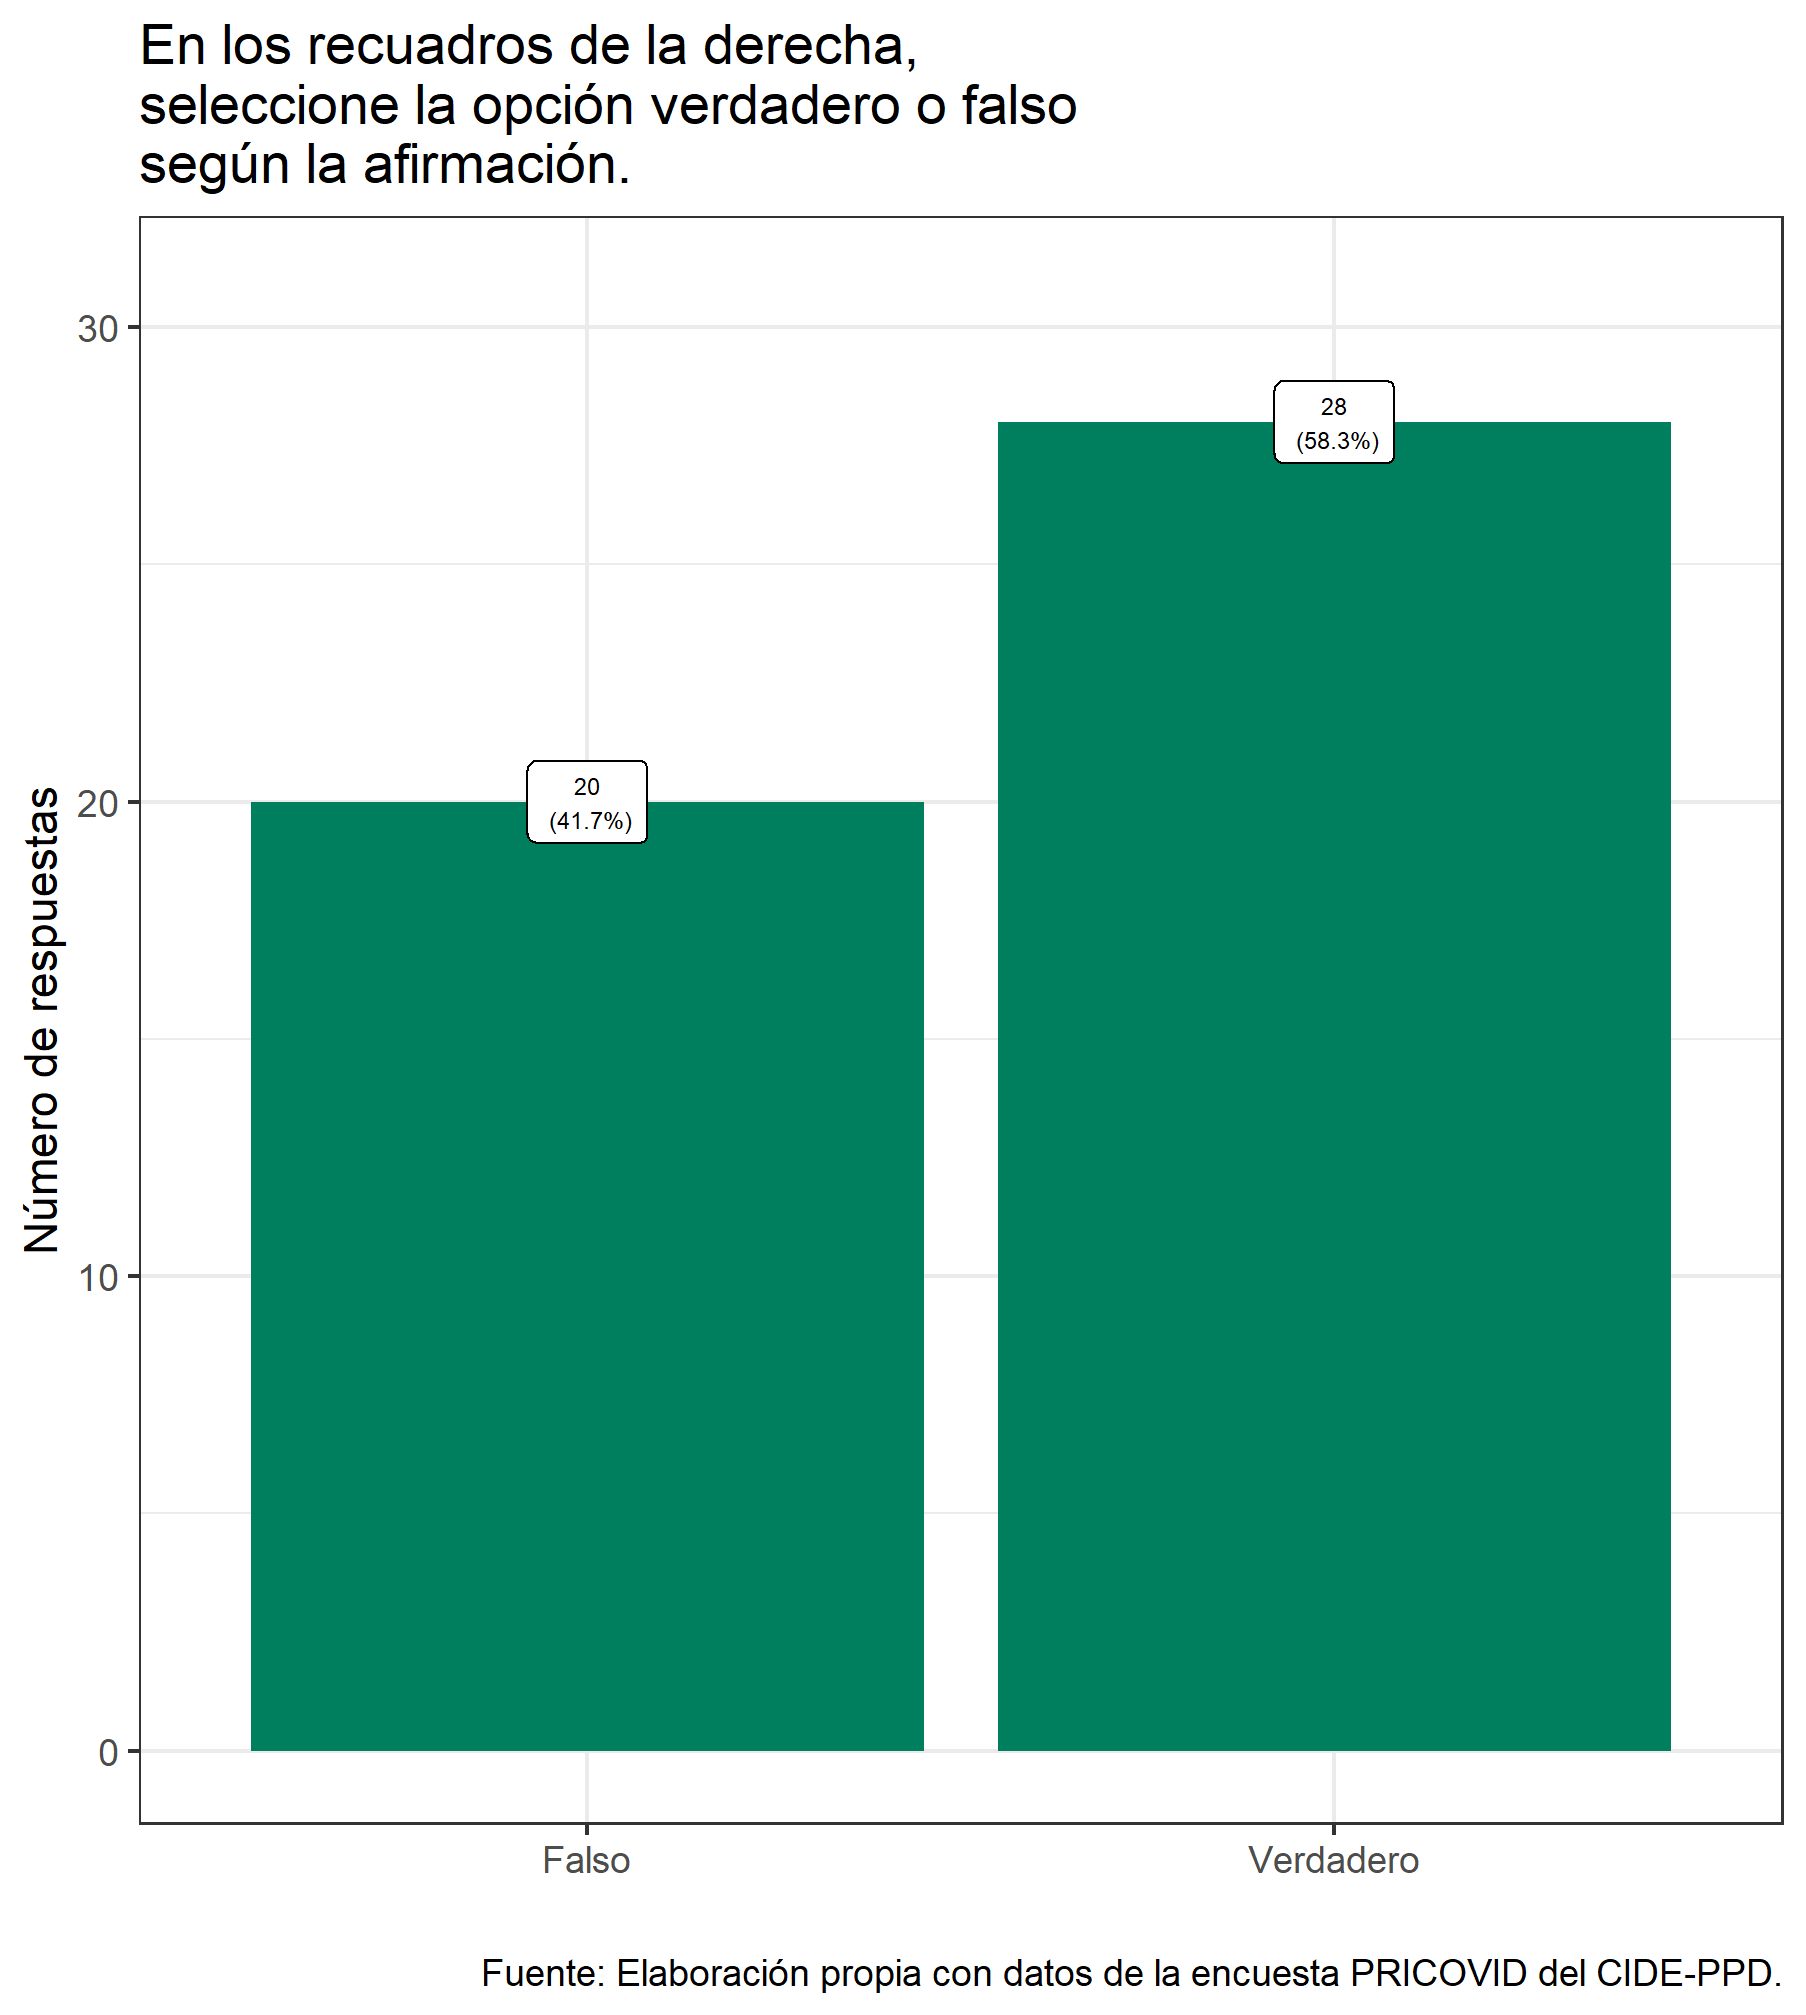 En los recuadros de la derecha,
seleccione la opción verdadero o falso
según la afirmación.
Número de respuestas
30
20
10
0
28
(58.3%)
20
(41.7%)
Falso
Verdadero
Fuente: Elaboración propia con datos de la encuesta PRICOVID del CIDE-PPD.